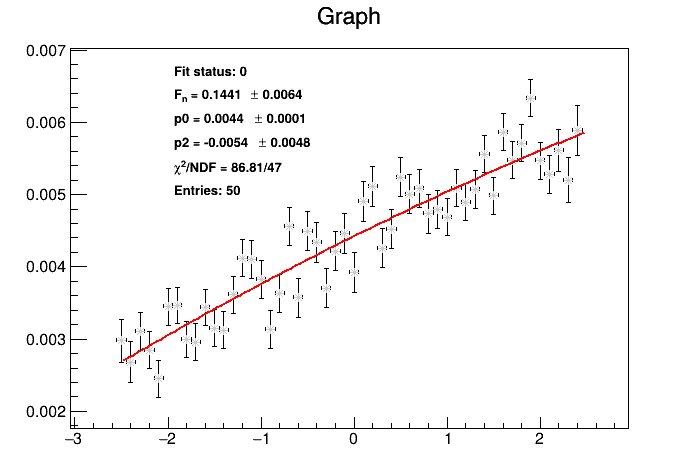 Graph
0.007
Fit status: 0
Fn = 0.1441 ± 0.0064
0.006
p0 = 0.0044 ± 0.0001
p2 = -0.0054 ± 0.0048
χ²/NDF = 86.81/47
0.005
Entries: 50
0.004
0.003
0.002
−3 −2 −1 0 1 2